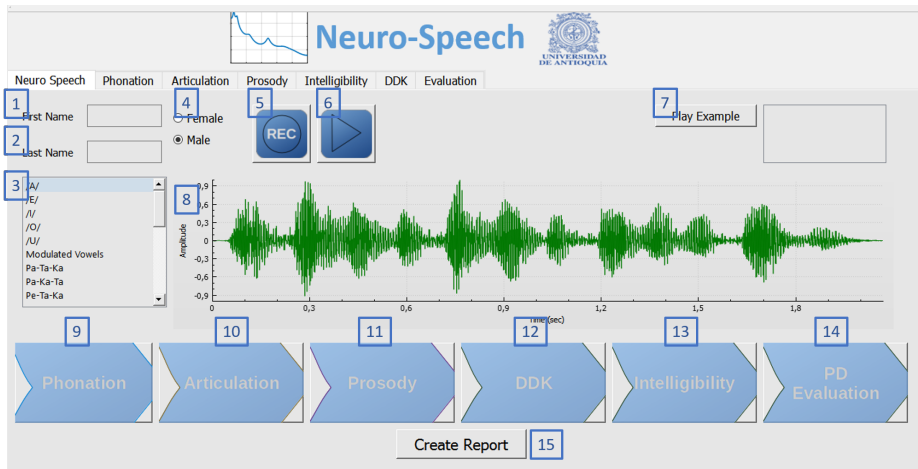 Neuro-Speech
UNIVERSIDAD
DE ANTIOQUIA
Neuro Speech Phonation Articulation Prosody Intelligibility DDK Evaluation
1
First Name
2
Last Name
4
Female
Male
5
REC
6
7
Play Example
3
/A/
/E/
/I/
/O/
/U/
Modulated Vowels
Pa-Ta-Ka
Pa-Ka-Ta
Pe-Ta-Ka
8
Amplitude
0,9
0,6
0,3
0
-0,3
-0,6
-0,9
0 0,3 0,6 0,9 1,2 1,5 1,8
Time (sec)
9 10 11 12 13 14
Phonation Articulation Prosody DDK Intelligibility PD
Evaluation
Create Report 15